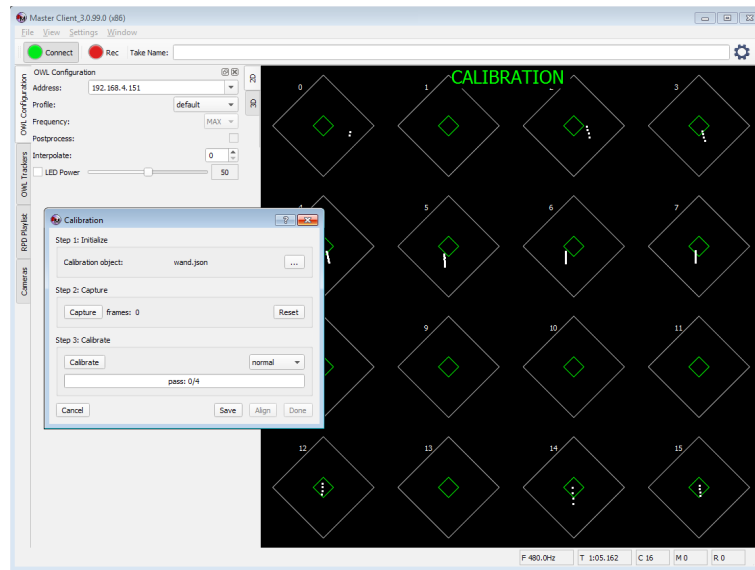 Master Client_3.0.99.0 (x86)
File View Settings Window
Connect Rec Take Name:
OWL Configuration
Address: 192.168.4.151
Profile: default
Frequency: MAX
Postprocess:
Interpolate: 0
LED Power 50
OWL Configuration
OWL Trackers
RPD Playlist
Cameras
2D
3D
CALIBRATION
0 1 2 3
4 5 6 7
9 10 11
12 13 14 15
Calibration
Step 1: Initialize
Calibration object: wand.json ...
Step 2: Capture
Capture frames: 0 Reset
Step 3: Calibrate
Calibrate normal
pass: 0/4
Cancel Save Align Done
F 480.0Hz T 1:05.162 C 16 M 0 R 0